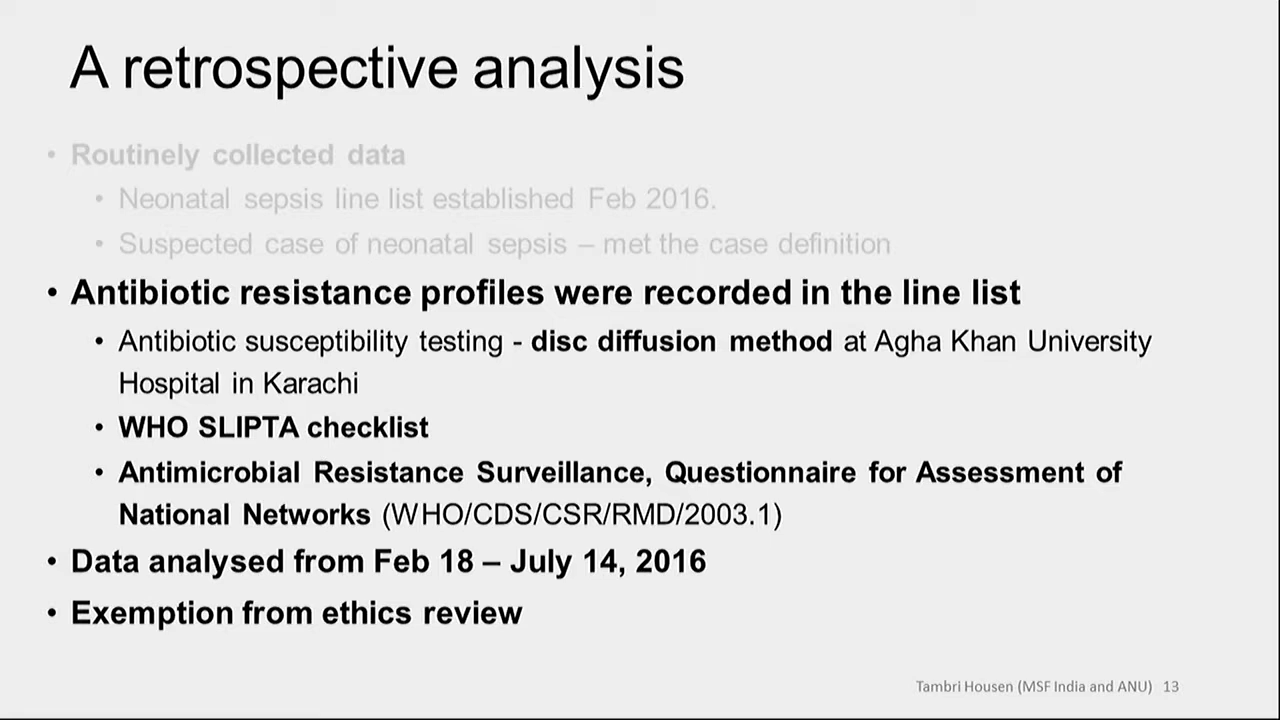 A retrospective analysis
• Routinely collected data
• Neonatal sepsis line list established Feb 2016.
• Suspected case of neonatal sepsis – met the case definition
• Antibiotic resistance profiles were recorded in the line list
• Antibiotic susceptibility testing - disc diffusion method at Agha Khan University
Hospital in Karachi
• WHO SLIPTA checklist
• Antimicrobial Resistance Surveillance, Questionnaire for Assessment of
National Networks (WHO/CDS/CSR/RMD/2003.1)
• Data analysed from Feb 18 – July 14, 2016
• Exemption from ethics review
Tambri Housen (MSF India and ANU) 13